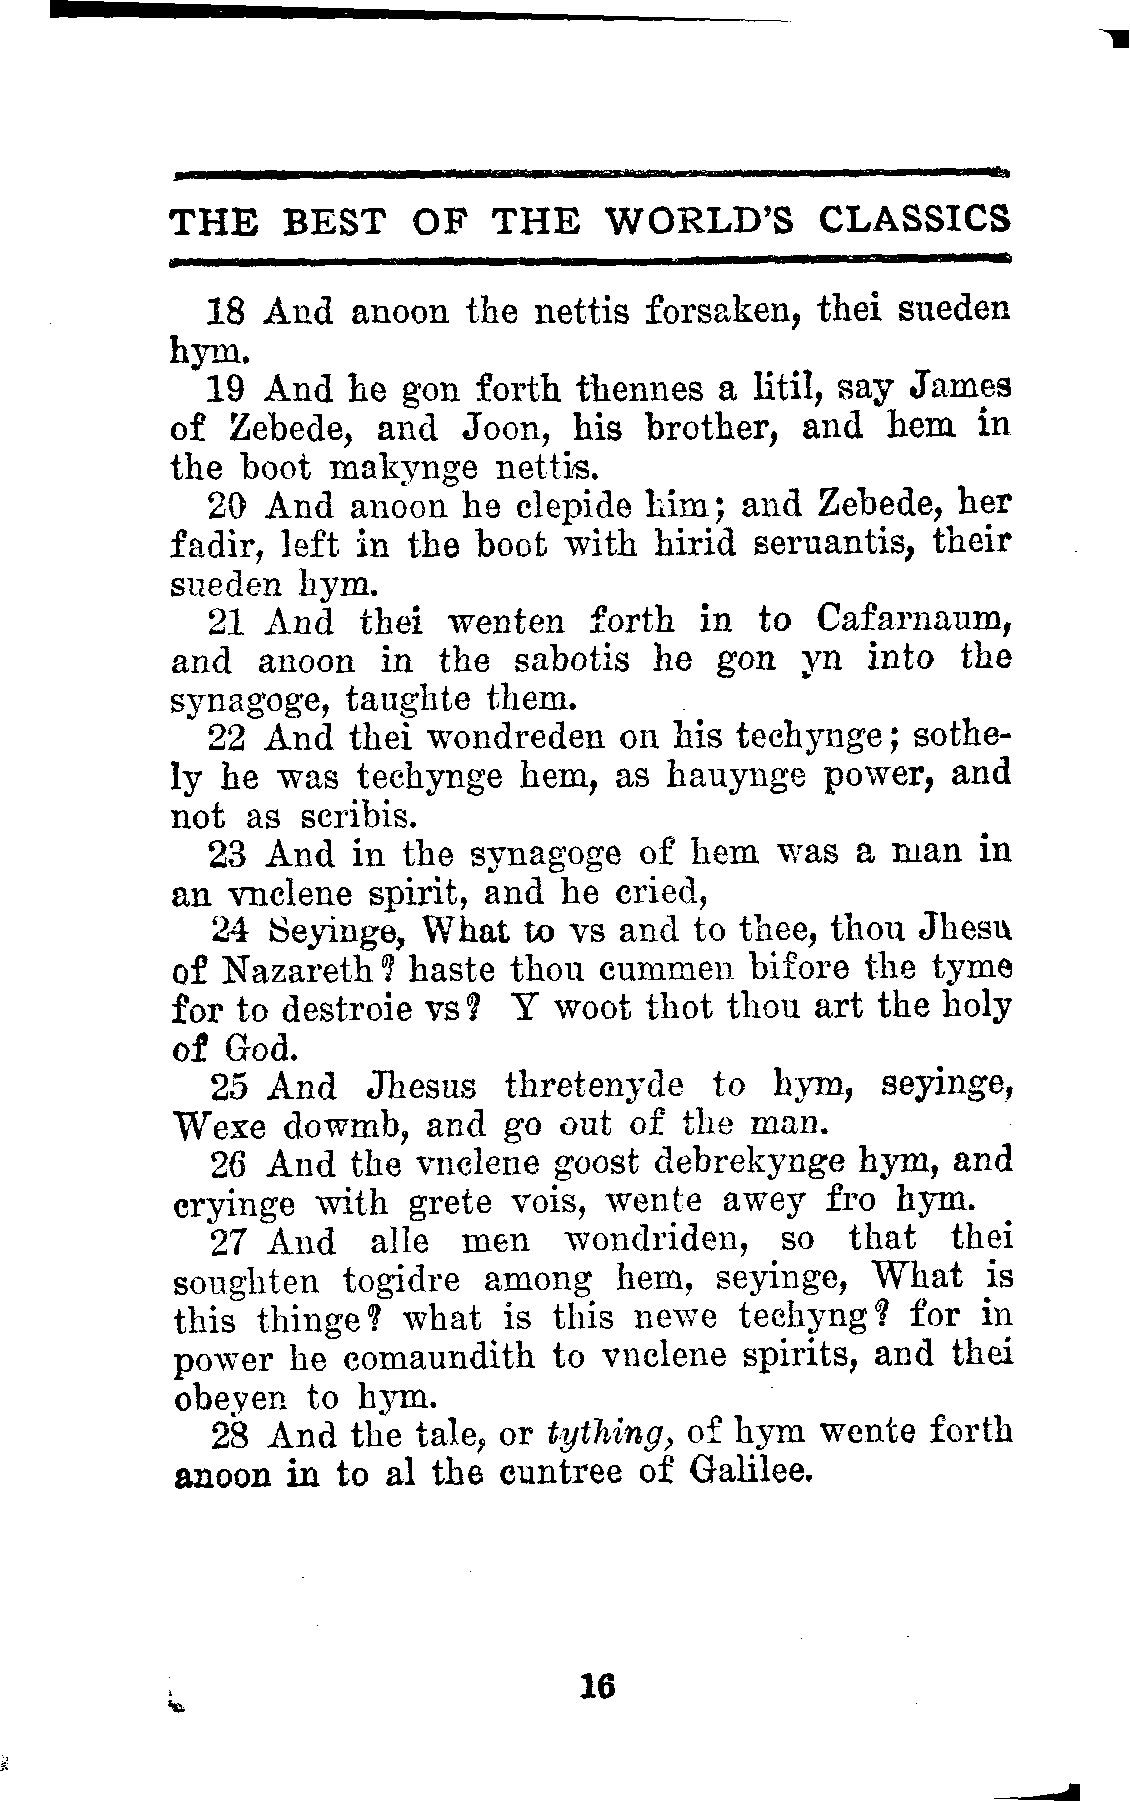 THE BEST OF THE WORLD'S CLASSICS
18 And anoon the nettis forsaken, thei sueden
hym.
19 And he gon forth thennes a litil, say James
of Zebede, and Joon, his brother, and hem in
the boot makynge nettis.
20 And anoon he clepide him; and Zebede, her
fadir, left in the boot with hirid seruantis, their
sueden hym.
21 And thei wenten forth in to Cafarnaum,
and anoon in the sabotis he gon yn into the
synagoge, taughte them.
22 And thei wondreden on his techynge; sothe-
ly he was techynge hem, as hauynge power, and
not as scribis.
23 And in the synagoge of hem was a man in
an vnclene spirit, and he cried,
24 Seyinge, What to vs and to thee, thou Jhesu
of Nazareth? haste thou cummen bifore the tyme
for to destroie vs? Y woot thot thou art the holy
of God.
25 And Jhesus thretenyde to hym, seyinge,
Wexe dowmb, and go out of the man.
26 And the vnclene goost debrekynge hym, and
cryinge with grete vois, wente awey fro hym.
27 And alle men wondriden, so that thei
soughten togidre among hem, seyinge, What is
this thinge? what is this newe techyng? for in
power he comaundith to vnclene spirits, and thei
obeyen to hym.
28 And the tale, or tything, of hym wente forth
anoon in to al the cuntree of Galilee.
16